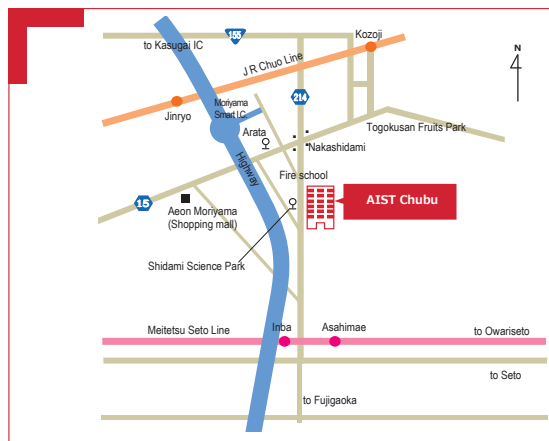 155
Kozoji
to Kasugai IC
N
J R Chuo Line
214
Moriyama
Smart I.C.
Jinryo
Arata
Togokusan Fruits Park
Nakashidami
Highway
Fire school
AIST Chubu
15
Aeon Moriyama
(Shopping mall)
Shidami Science Park
Meitetsu Seto Line
Inba
Asahimae
to Owariseto
to Seto
to Fujigaoka